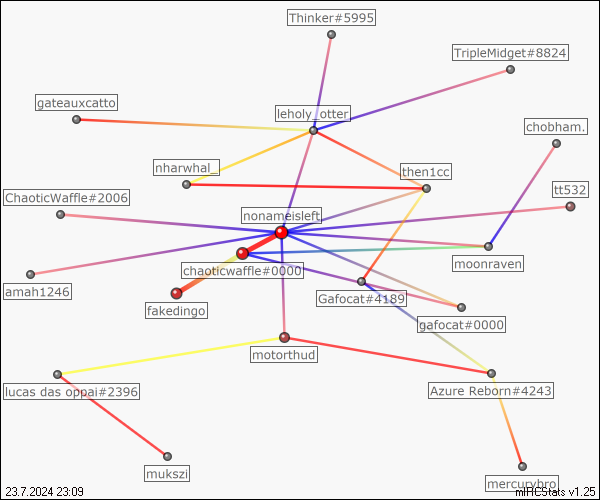 Thinker#5995
TripleMidget#8824
gateauxcatto
leholy_otter
chobham.
nharwhal_
then1cc
ChaoticWaffle#2006
tt532
nonameisleft
moonraven
chaoticwaffle#0000
amah1246
Gafocat#4189
fakedingo
gafocat#0000
motorthud
lucas das oppai#2396
Azure Reborn#4243
mukszi
mercurybro
23.7.2024 23:09
mIRCStats v1.25